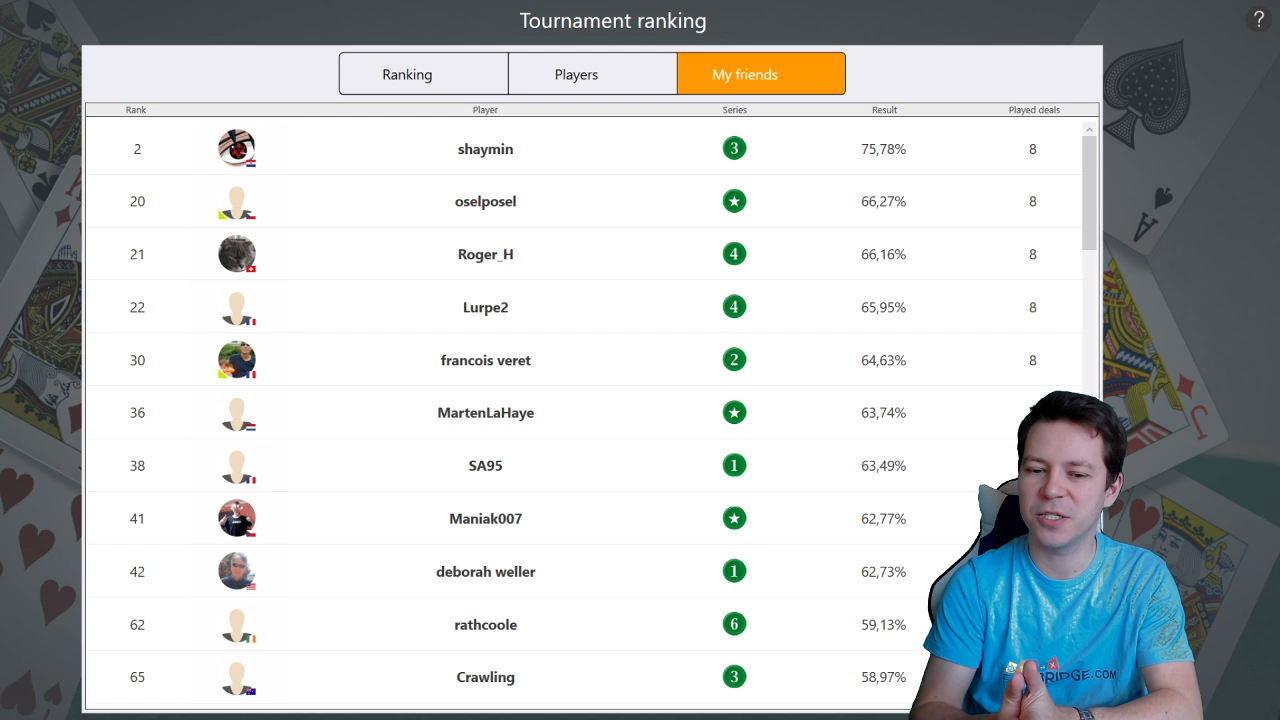 Tournament ranking
?
Ranking Players My friends
Rank Player Series Result Played deals
2 shaymin 3 75,78% 8
20 oselposel 66,27% 8
21 Roger_H 4 66,16% 8
22 Lurpe2 4 65,95% 8
30 francois veret 2 64,63% 8
36 MartenLaHaye 63,74%
38 SA95 1 63,49%
41 Maniak007 62,77%
42 deborah weller 1 62,73%
62 rathcoole 6 59,13%
65 Crawling 3 58,97%
A
J